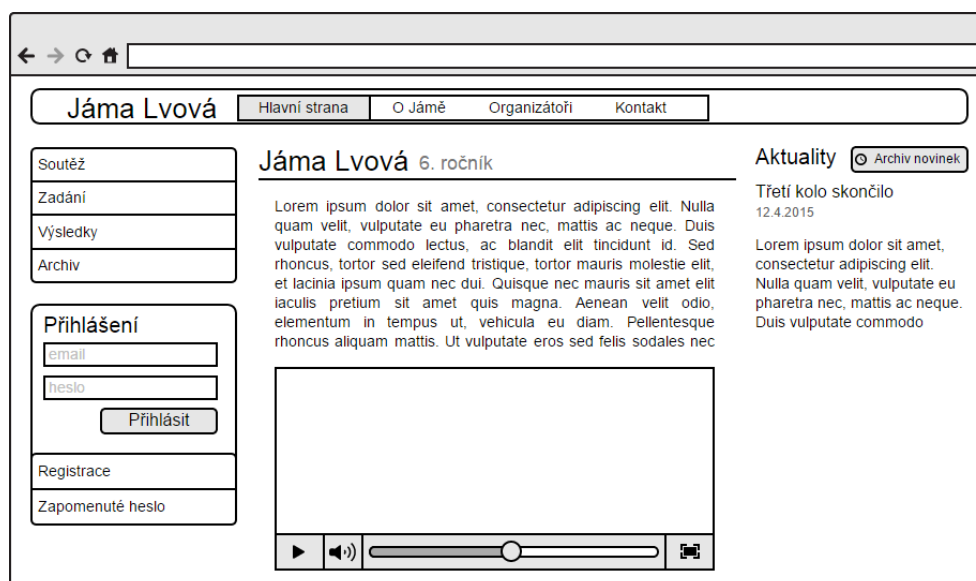 Jáma Lvová
Hlavní strana
O Jámě
Organizátoři
Kontakt
Soutěž
Zadání
Výsledky
Archiv
Přihlášení
email
heslo
Přihlásit
Registrace
Zapomenuté heslo
Jáma Lvová 6. ročník
Lorem ipsum dolor sit amet, consectetur adipiscing elit. Nulla
quam velit, vulputate eu pharetra nec, mattis ac neque. Duis
vulputate commodo lectus, ac blandit elit tincidunt id. Sed
rhoncus, tortor sed eleifend tristique, tortor mauris molestie elit,
et lacinia ipsum quam nec dui. Quisque nec mauris sit amet elit
iaculis pretium sit amet quis magna. Aenean velit odio,
elementum in tempus ut, vehicula eu diam. Pellentesque
rhoncus aliquam mattis. Ut vulputate eros sed felis sodales nec
Aktuality
Archiv novinek
Třetí kolo skončilo
12.4.2015
Lorem ipsum dolor sit amet,
consectetur adipiscing elit.
Nulla quam velit, vulputate eu
pharetra nec, mattis ac neque.
Duis vulputate commodo